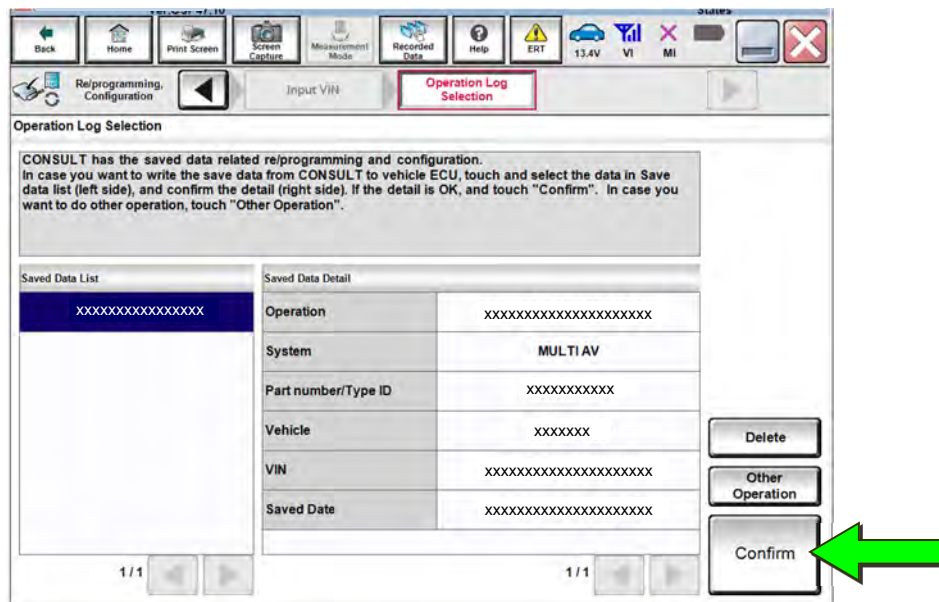 Back
Home
Print Screen
Screen
Capture
Measurement
Mode
Recorded
Data
Help
ERT
13.4V
VI
MI
Re/programming,
Configuration
Input VIN
Operation Log
Selection
Operation Log Selection
CONSULT has the saved data related re/programming and configuration.
In case you want to write the save data from CONSULT to vehicle ECU, touch and select the data in Save
data list (left side), and confirm the detail (right side). If the detail is OK, and touch "Confirm". In case you
want to do other operation, touch "Other Operation".
Saved Data List
Saved Data Detail
XXXXXXXXXXXXXXXX
Operation
XXXXXXXXXXXXXXXXXXXXX
System
MULTI AV
Part number/Type ID
XXXXXXXXXXX
Vehicle
XXXXXXX
VIN
XXXXXXXXXXXXXXXXXXXXX
Saved Date
XXXXXXXXXXXXXXXXXXXXX
Delete
Other
Operation
Confirm
1/1
1/1